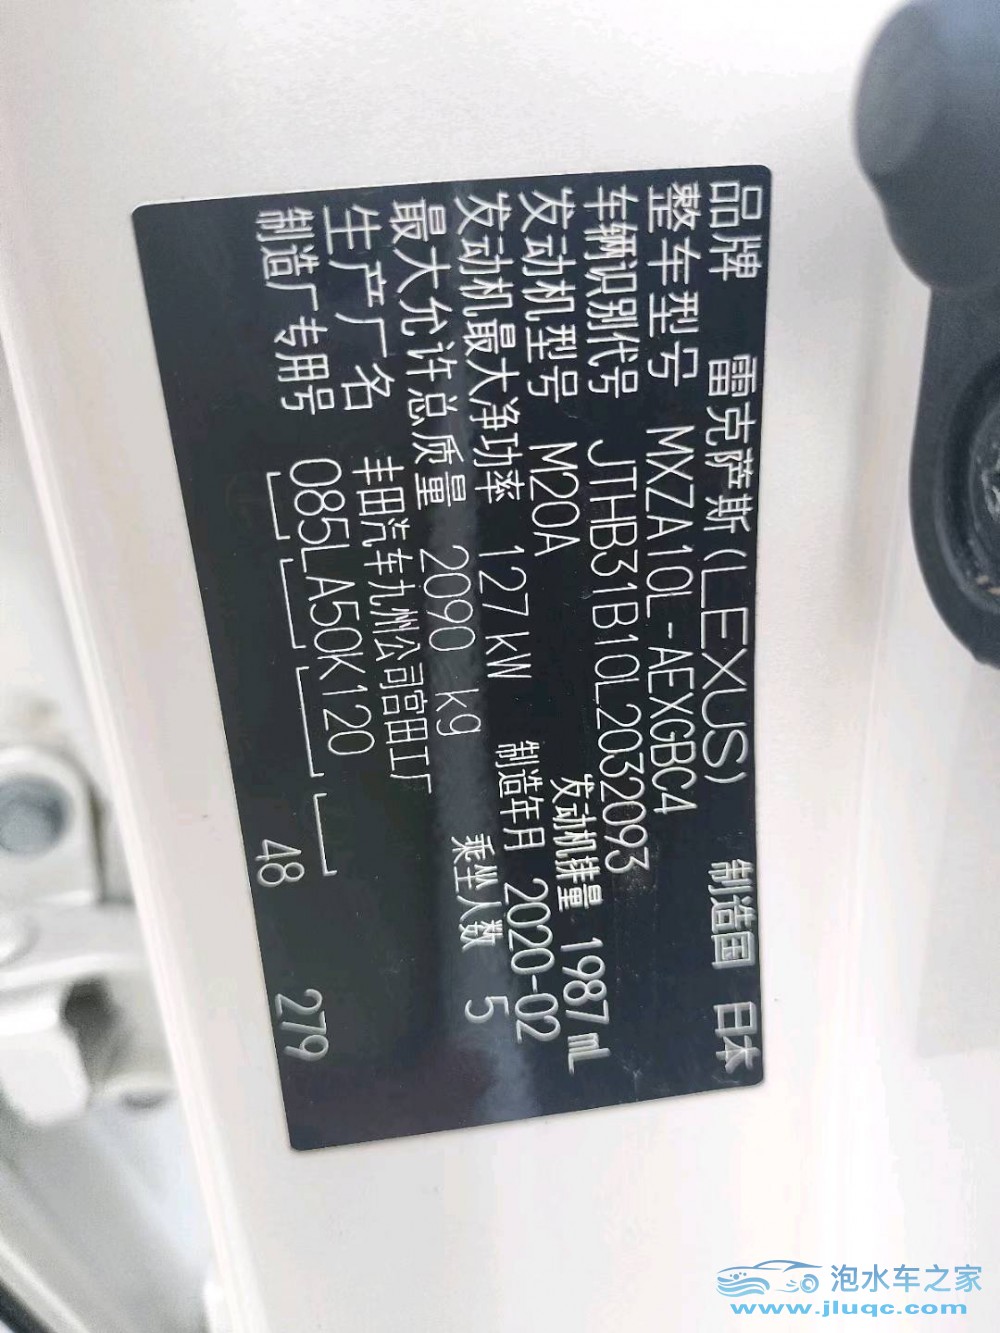 品牌 雷克萨斯(LEXUS) 制造国 日本
整车型号 MXZA10L-AEXGBC4
车辆识别代号 JTHB31B10L2032093
发动机型号 M20A 发动机排量 1987 mL
发动机最大净功率 127 kW 制造年月 2020-02
最大允许总质量 2090 kg 乘坐人数 5
生产厂名 丰田汽车九州公司宫田工厂
制造厂专用号 085LA50K120
48 279
泡水车之家
www.jluqc.com